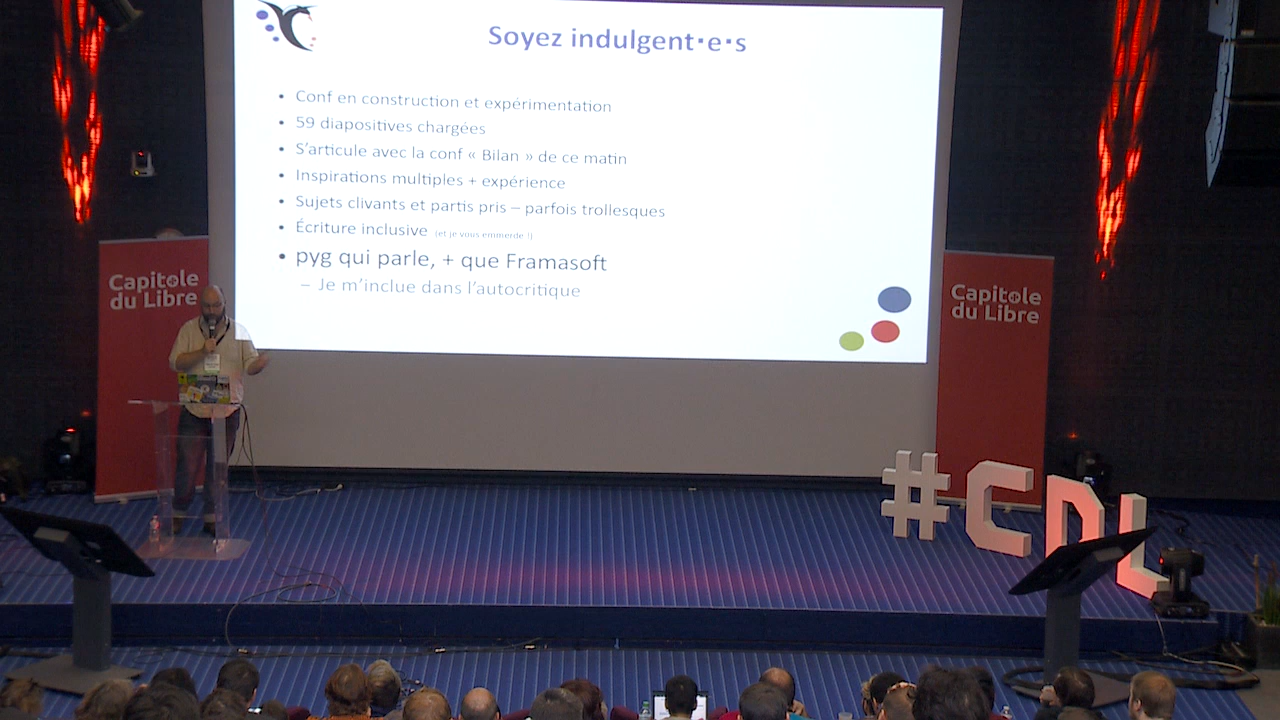 Soyez indulgent·e·s
• Conf en construction et expérimentation
• 59 diapositives chargées
• S'articule avec la conf « Bilan » de ce matin
• Inspirations multiples + expérience
• Sujets clivants et partis pris – parfois trollesques
• Écriture inclusive (et je vous emmerde !)
• pyg qui parle, + que Framasoft
– Je m'inclue dans l'autocritique
Capitole
du Libre
Capitole
du Libre
#CDL